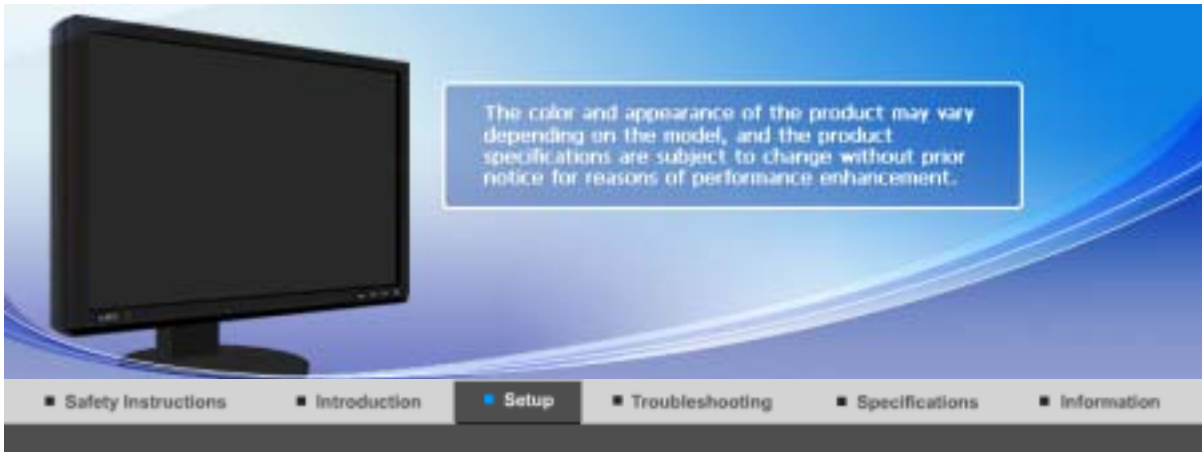 The color and appearance of the product may vary
depending on the model, and the product
specifications are subject to change without prior
notice for reasons of performance enhancement.
Safety Instructions Introduction Setup Troubleshooting Specifications Information